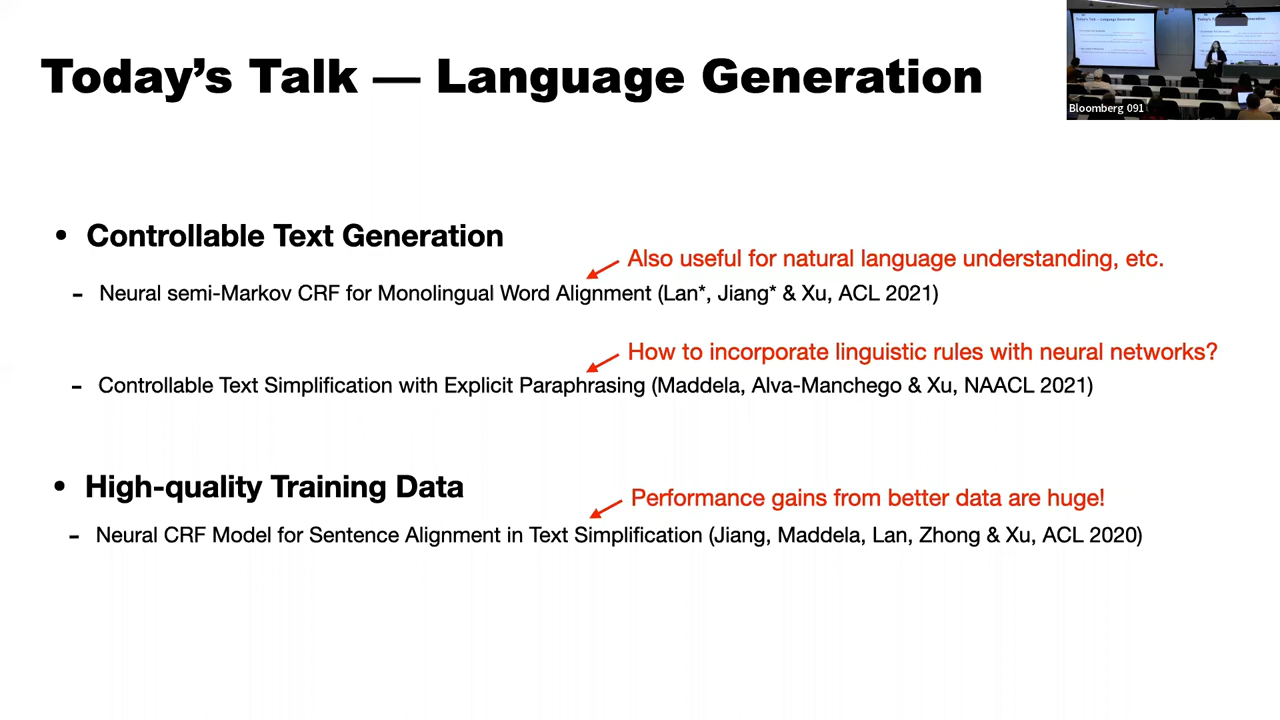 Today's Talk — Language Generation
Bloomberg 091
• Controllable Text Generation
Also useful for natural language understanding, etc.
- Neural semi-Markov CRF for Monolingual Word Alignment (Lan*, Jiang* & Xu, ACL 2021)
How to incorporate linguistic rules with neural networks?
- Controllable Text Simplification with Explicit Paraphrasing (Maddela, Alva-Manchego & Xu, NAACL 2021)
• High-quality Training Data
Performance gains from better data are huge!
- Neural CRF Model for Sentence Alignment in Text Simplification (Jiang, Maddela, Lan, Zhong & Xu, ACL 2020)